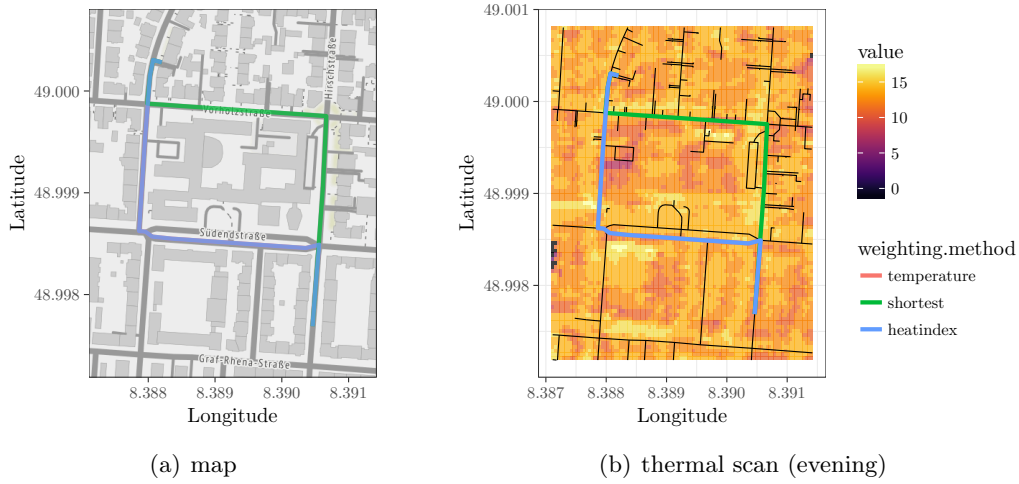 49.001
49.000
49.000
48.999
48.999
48.998
48.998
Latitude
Latitude
Hirschstraße
Vorholzstraße
Südendstraße
Graf-Rhena-Straße
8.388 8.389 8.390 8.391
8.387 8.388 8.389 8.390 8.391
Longitude
Longitude
value
15
10
5
0
weighting.method
temperature
shortest
heatindex
(a) map
(b) thermal scan (evening)